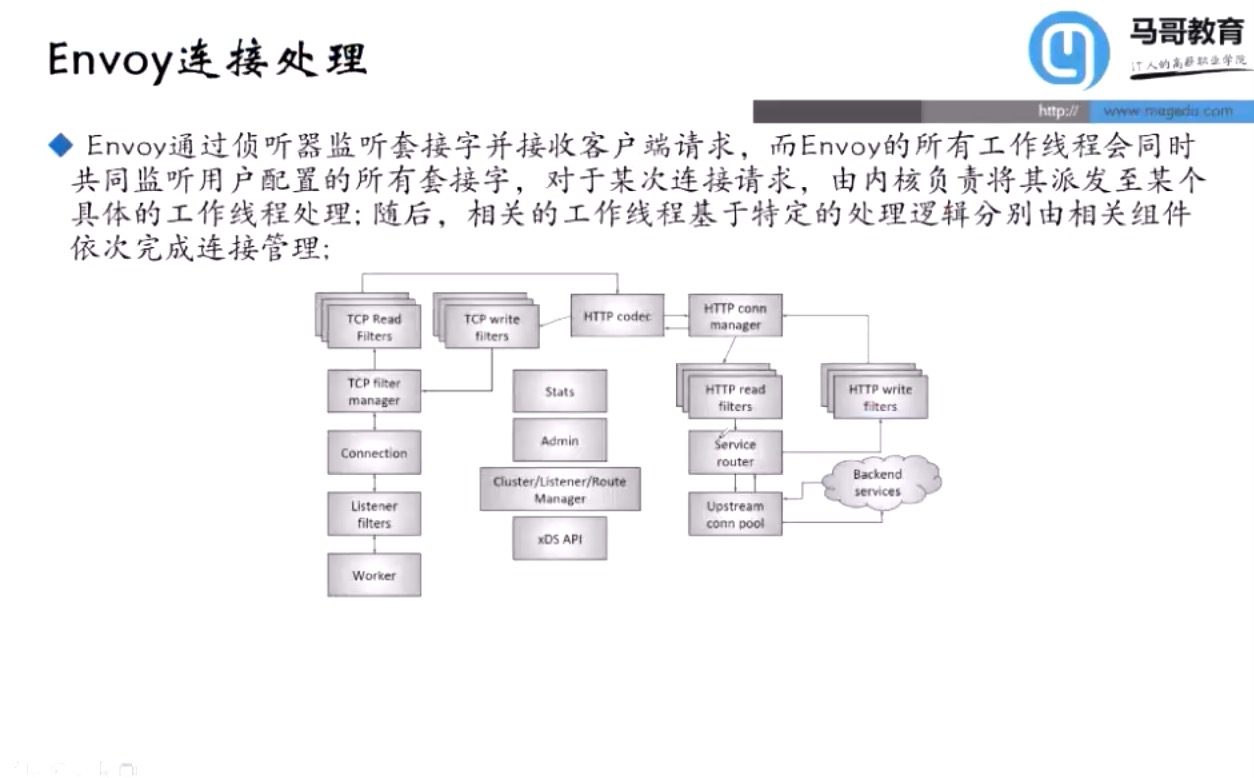 Envoy连接处理
马哥教育
IT人的高薪职业学院
http://
www.magedu.com
Envoy通过侦听器监听套接字并接收客户端请求，而Envoy的所有工作线程会同时
共同监听用户配置的所有套接字，对于某次连接请求，由内核负责将其派发至某个
具体的工作线程处理; 随后，相关的工作线程基于特定的处理逻辑分别由相关组件
依次完成连接管理;
TCP Read
Filters
TCP write
filters
HTTP codec
HTTP conn
manager
TCP filter
manager
Stats
HTTP read
filters
HTTP write
filters
Connection
Admin
Service
router
Cluster/Listener/Route
Manager
Backend
services
Listener
filters
Upstream
conn pool
xDS API
Worker